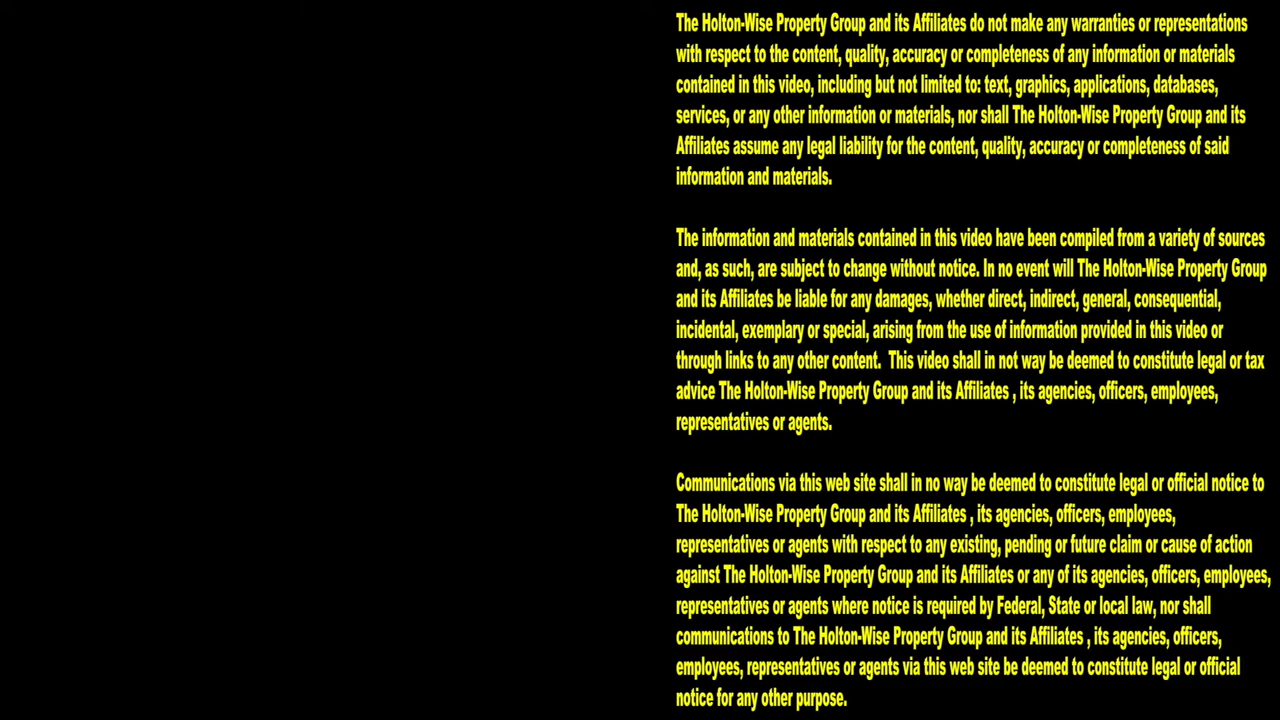 The Holton-Wise Property Group and its Affiliates do not make any warranties or representations
with respect to the content, quality, accuracy or completeness of any information or materials
contained in this video, including but not limited to: text, graphics, applications, databases,
services, or any other information or materials, nor shall The Holton-Wise Property Group and its
Affiliates assume any legal liability for the content, quality, accuracy or completeness of said
information and materials.
The information and materials contained in this video have been compiled from a variety of sources
and, as such, are subject to change without notice. In no event will The Holton-Wise Property Group
and its Affiliates be liable for any damages, whether direct, indirect, general, consequential,
incidental, exemplary or special, arising from the use of information provided in this video or
through links to any other content.  This video shall in not way be deemed to constitute legal or tax
advice The Holton-Wise Property Group and its Affiliates , its agencies, officers, employees,
representatives or agents.
Communications via this web site shall in no way be deemed to constitute legal or official notice to
The Holton-Wise Property Group and its Affiliates , its agencies, officers, employees,
representatives or agents with respect to any existing, pending or future claim or cause of action
against The Holton-Wise Property Group and its Affiliates or any of its agencies, officers, employees,
representatives or agents where notice is required by Federal, State or local law, nor shall
communications to The Holton-Wise Property Group and its Affiliates , its agencies, officers,
employees, representatives or agents via this web site be deemed to constitute legal or official
notice for any other purpose.